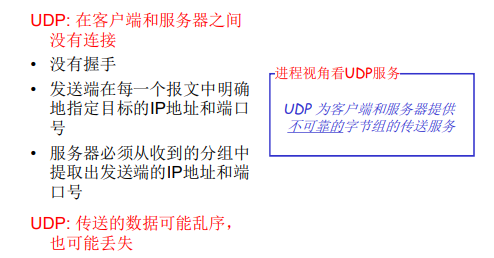 UDP: 在客户端和服务器之间
没有连接
• 没有握手
• 发送端在每一个报文中明确
地指定目标的IP地址和端口
号
• 服务器必须从收到的分组中
提取出发送端的IP地址和端
口号
UDP: 传送的数据可能乱序，
也可能丢失
进程视角看UDP服务
UDP 为客户端和服务器提供
不可靠的字节组的传送服务